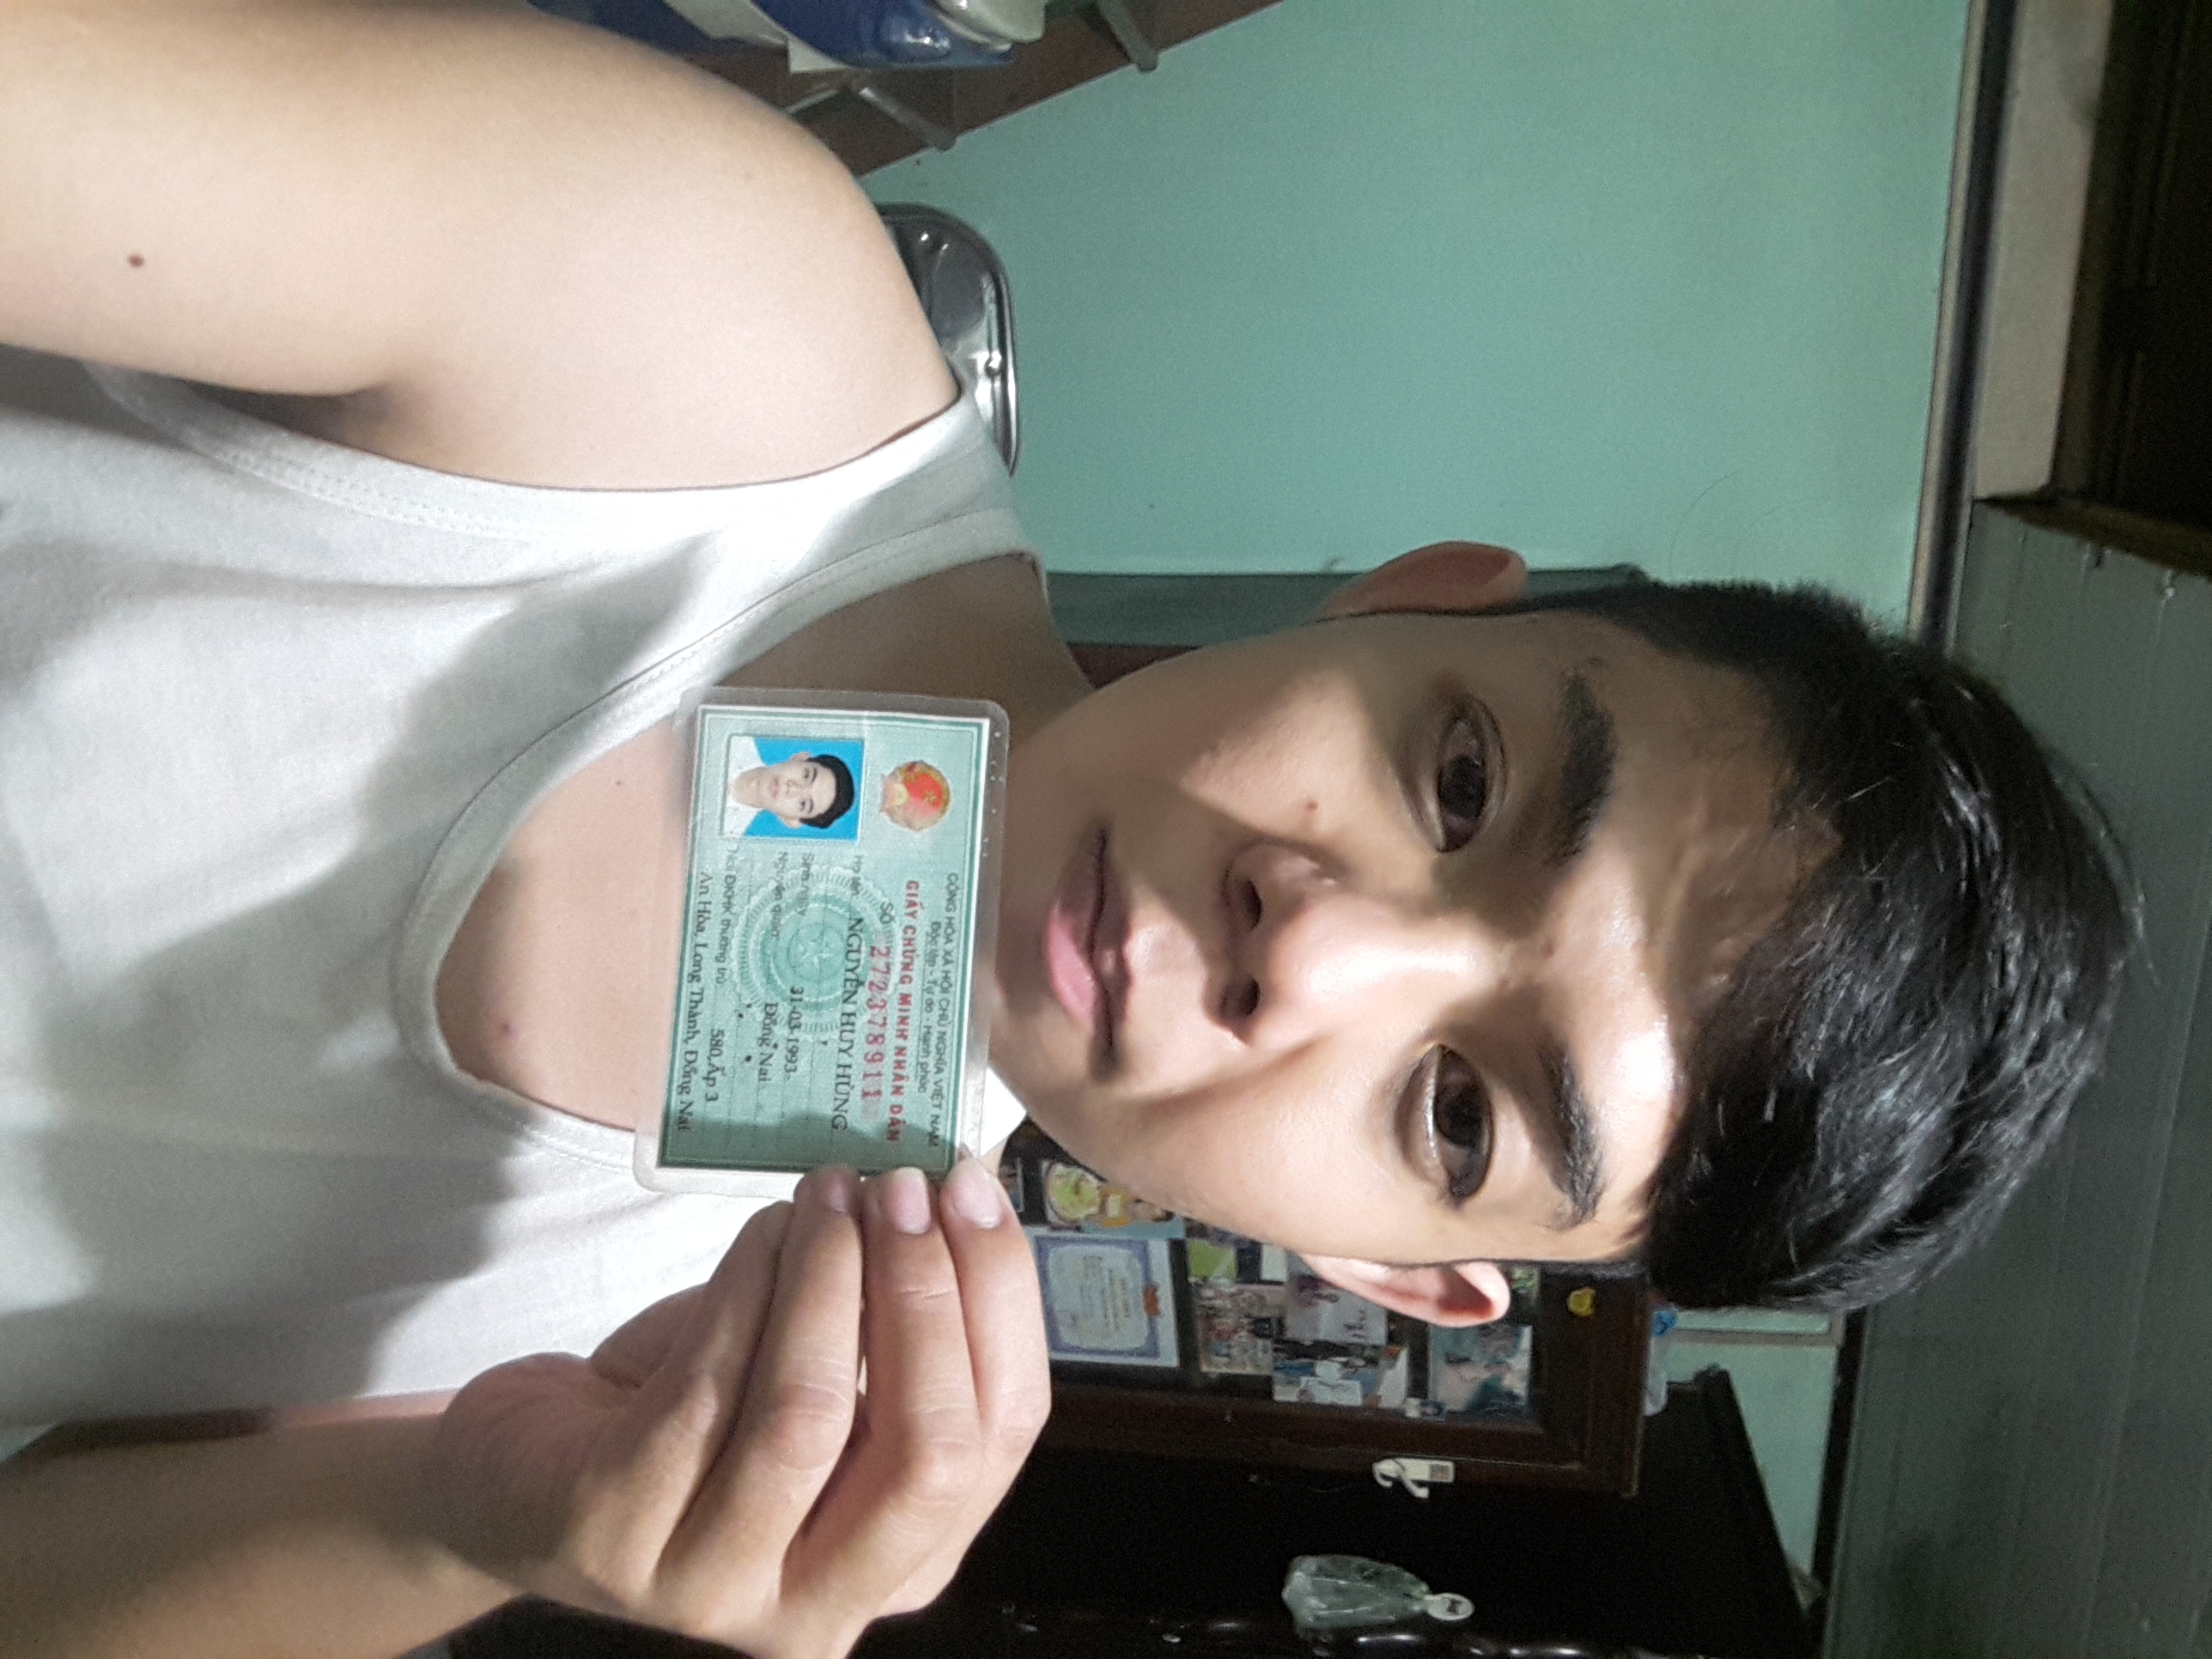 CỘNG HÒA XÃ HỘI CHỦ NGHĨA VIỆT NAM
Độc lập - Tự do - Hạnh phúc
GIẤY CHỨNG MINH NHÂN DÂN
SỐ 272378911
Họ tên: NGUYỄN HUY HÙNG
Sinh ngày 31-03-1993
Nguyên quán: Đồng Nai
Nơi ĐKHK thường trú: 580,Ấp 3
An Hòa, Long Thành, Đồng Nai